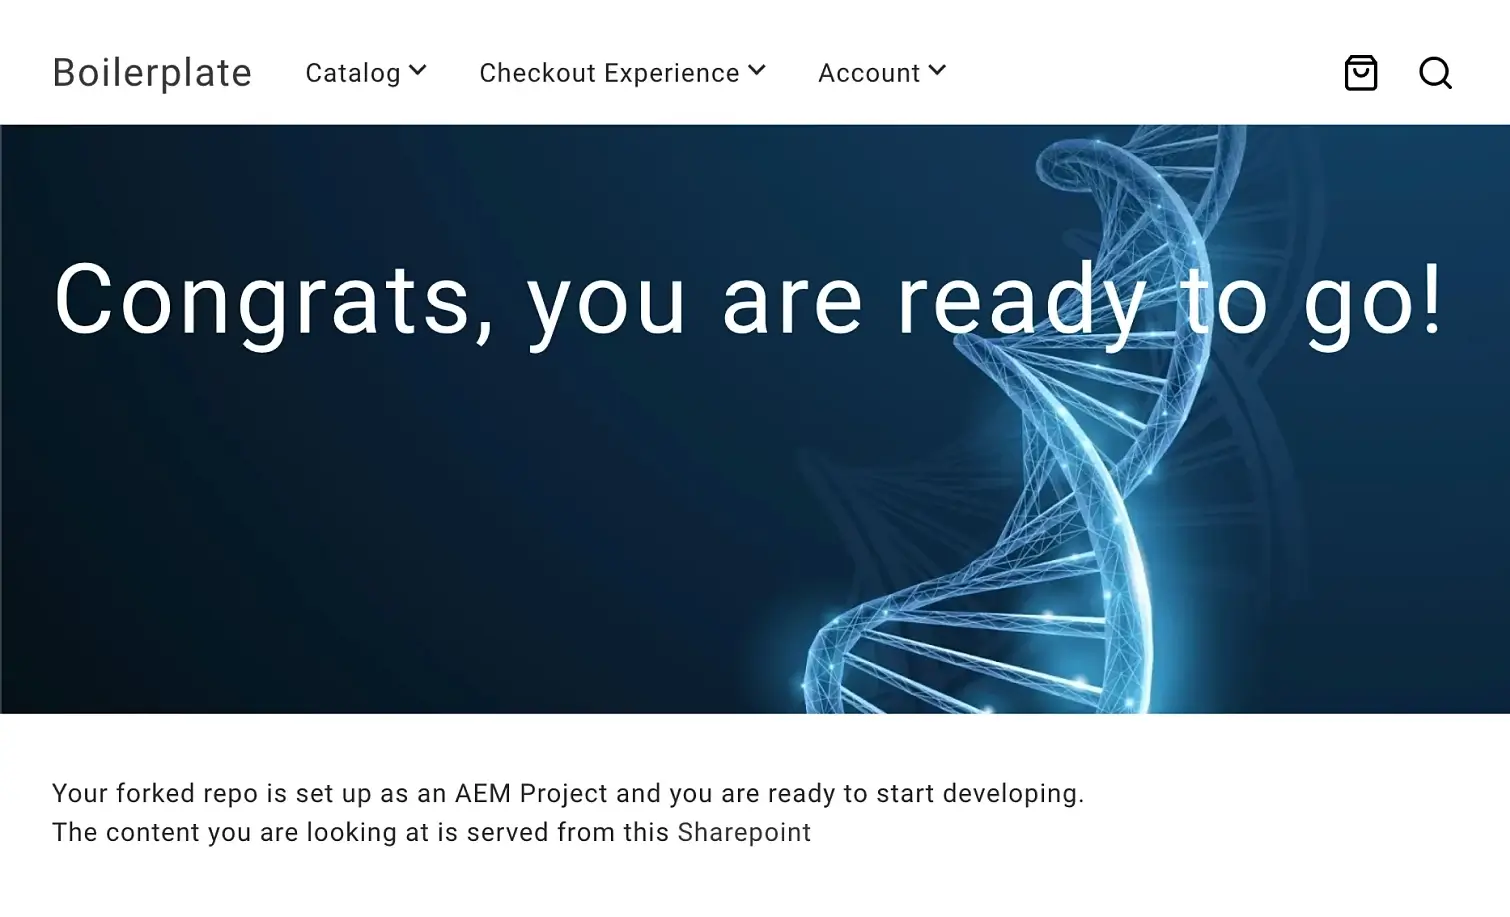 Boilerplate
Catalog
Checkout Experience
Account
Congrats, you are ready to go!
Your forked repo is set up as an AEM Project and you are ready to start developing.
The content you are looking at is served from this Sharepoint